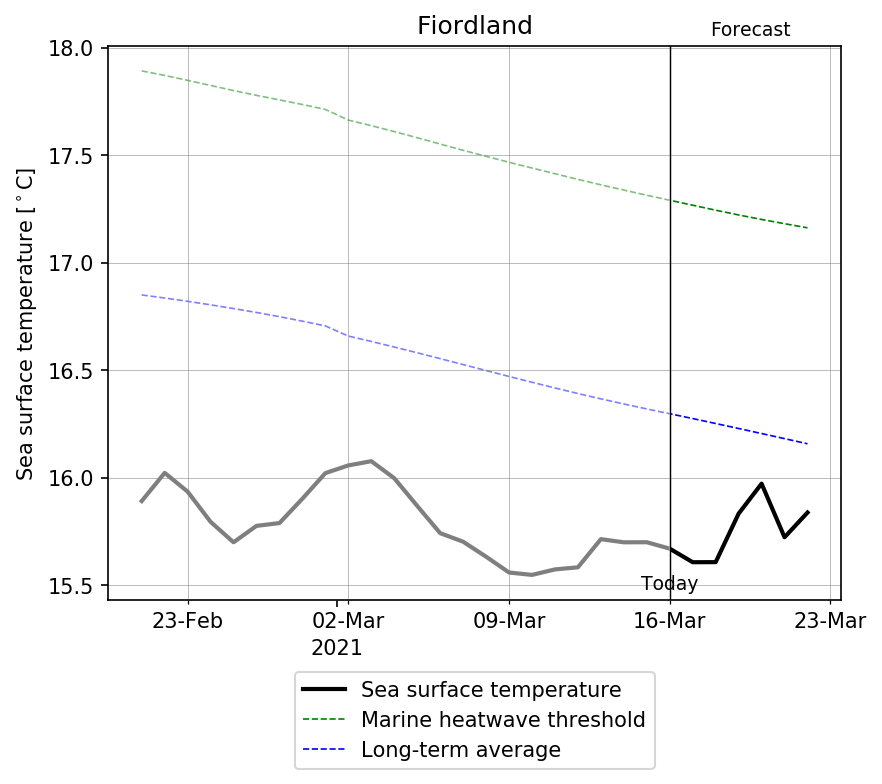 Fiordland
Forecast
Sea surface temperature [°C]
18.0
17.5
17.0
16.5
16.0
15.5
Today
23-Feb
02-Mar
09-Mar
16-Mar
23-Mar
2021
Sea surface temperature
Marine heatwave threshold
Long-term average